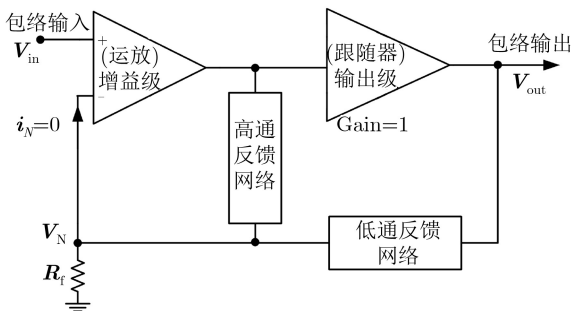 包络输入
V_in
+
(运放)
增益级
−
i_N=0
(跟随器)
输出级
Gain=1
包络输出
V_out
高通
反馈
网络
低通反馈
网络
V_N
R_f